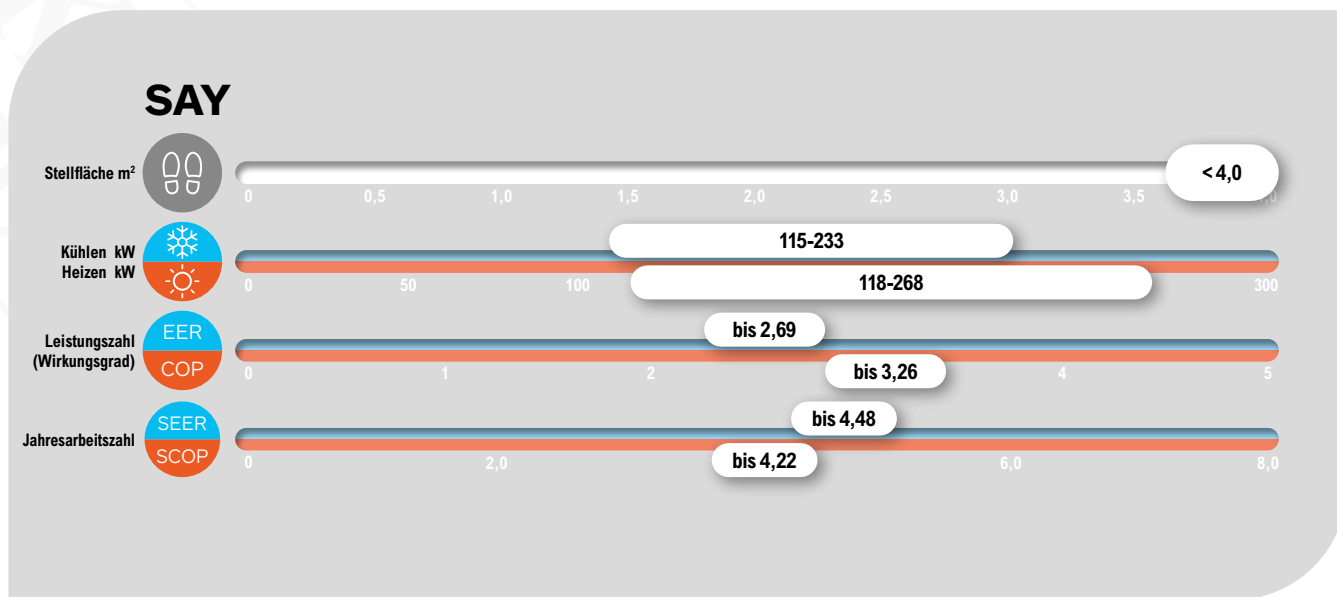 SAY
Stellfläche m²
< 4,0
0 0,5 1,0 1,5 2,0 2,5 3,0 3,5
Kühlen kW
Heizen kW
115-233
118-268
0 50 100 300
Leistungszahl
(Wirkungsgrad)
EER
COP
bis 2,69
bis 3,26
0 1 2 4 5
Jahresarbeitszahl
SEER
SCOP
bis 4,48
bis 4,22
0 2,0 6,0 8,0